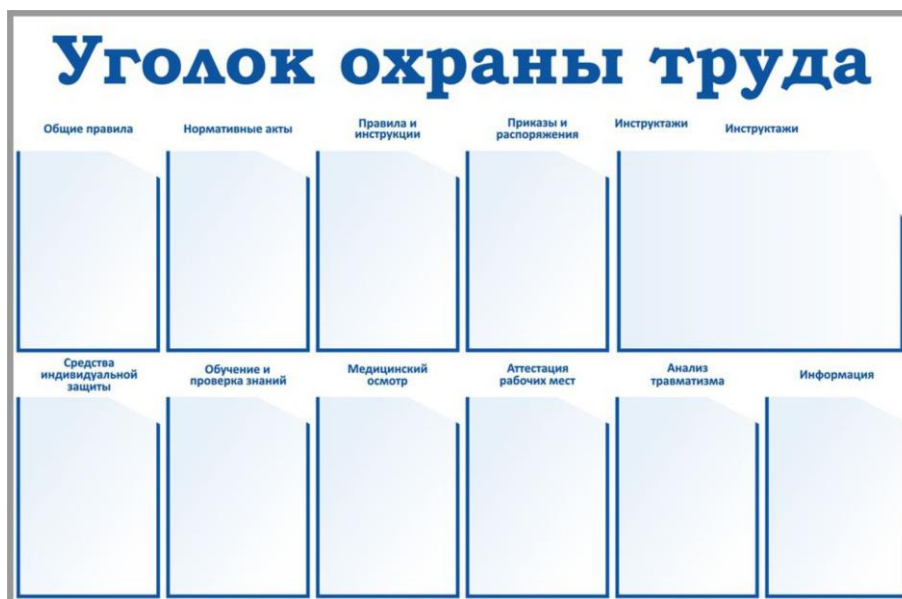 Уголок охраны труда
Общие правила
Нормативные акты
Правила и
инструкции
Приказы и
распоряжения
Инструктажи
Инструктажи
Средства
индивидуальной
защиты
Обучение и
проверка знаний
Медицинский
осмотр
Аттестация
рабочих мест
Анализ
травматизма
Информация